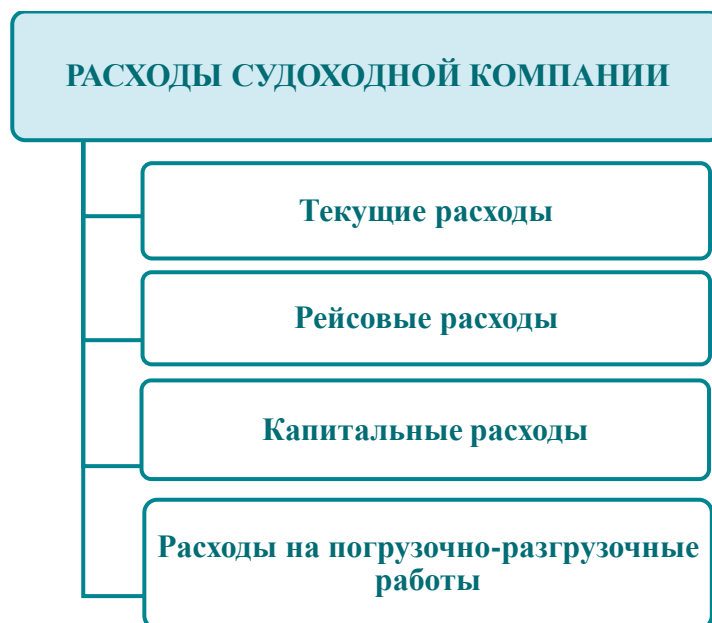 РАСХОДЫ СУДОХОДНОЙ КОМПАНИИ
Текущие расходы
Рейсовые расходы
Капитальные расходы
Расходы на погрузочно-разгрузочные
работы